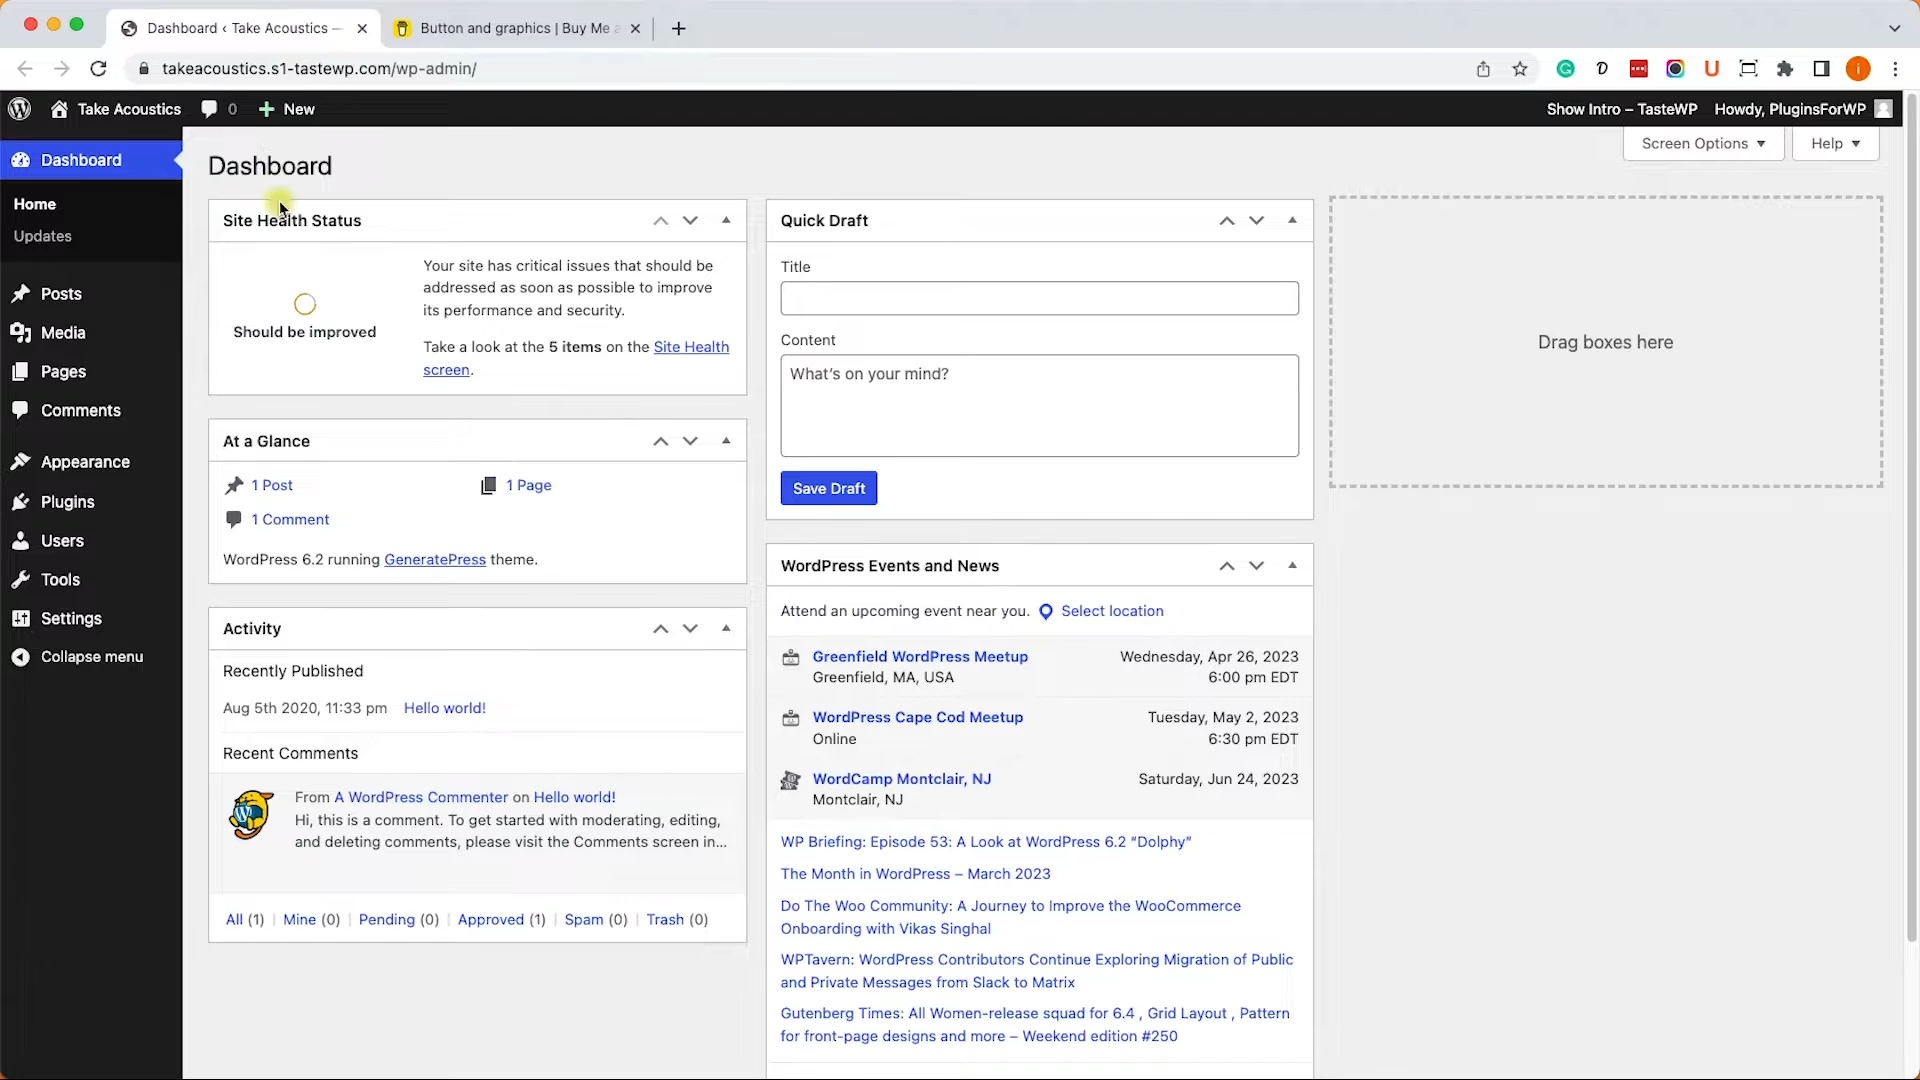 Dashboard ‹ Take Acoustics —
Button and graphics | Buy Me a
takeacoustics.s1-tastewp.com/wp-admin/
Take Acoustics 0 New
Show Intro – TasteWP Howdy, PluginsForWP
Dashboard
Home
Updates
Posts
Media
Pages
Comments
Appearance
Plugins
Users
Tools
Settings
Collapse menu
Screen Options
Help
Dashboard
Site Health Status
Should be improved
Your site has critical issues that should be
addressed as soon as possible to improve
its performance and security.
Take a look at the 5 items on the Site Health
screen.
At a Glance
1 Post
1 Page
1 Comment
WordPress 6.2 running GeneratePress theme.
Activity
Recently Published
Aug 5th 2020, 11:33 pm Hello world!
Recent Comments
From A WordPress Commenter on Hello world!
Hi, this is a comment. To get started with moderating, editing,
and deleting comments, please visit the Comments screen in...
All (1) | Mine (0) | Pending (0) | Approved (1) | Spam (0) | Trash (0)
Quick Draft
Title
Content
What's on your mind?
Save Draft
WordPress Events and News
Attend an upcoming event near you. Select location
Greenfield WordPress Meetup
Greenfield, MA, USA
Wednesday, Apr 26, 2023
6:00 pm EDT
WordPress Cape Cod Meetup
Online
Tuesday, May 2, 2023
6:30 pm EDT
WordCamp Montclair, NJ
Montclair, NJ
Saturday, Jun 24, 2023
WP Briefing: Episode 53: A Look at WordPress 6.2 “Dolphy”
The Month in WordPress – March 2023
Do The Woo Community: A Journey to Improve the WooCommerce
Onboarding with Vikas Singhal
WPTavern: WordPress Contributors Continue Exploring Migration of Public
and Private Messages from Slack to Matrix
Gutenberg Times: All Women-release squad for 6.4 , Grid Layout , Pattern
for front-page designs and more – Weekend edition #250
Drag boxes here